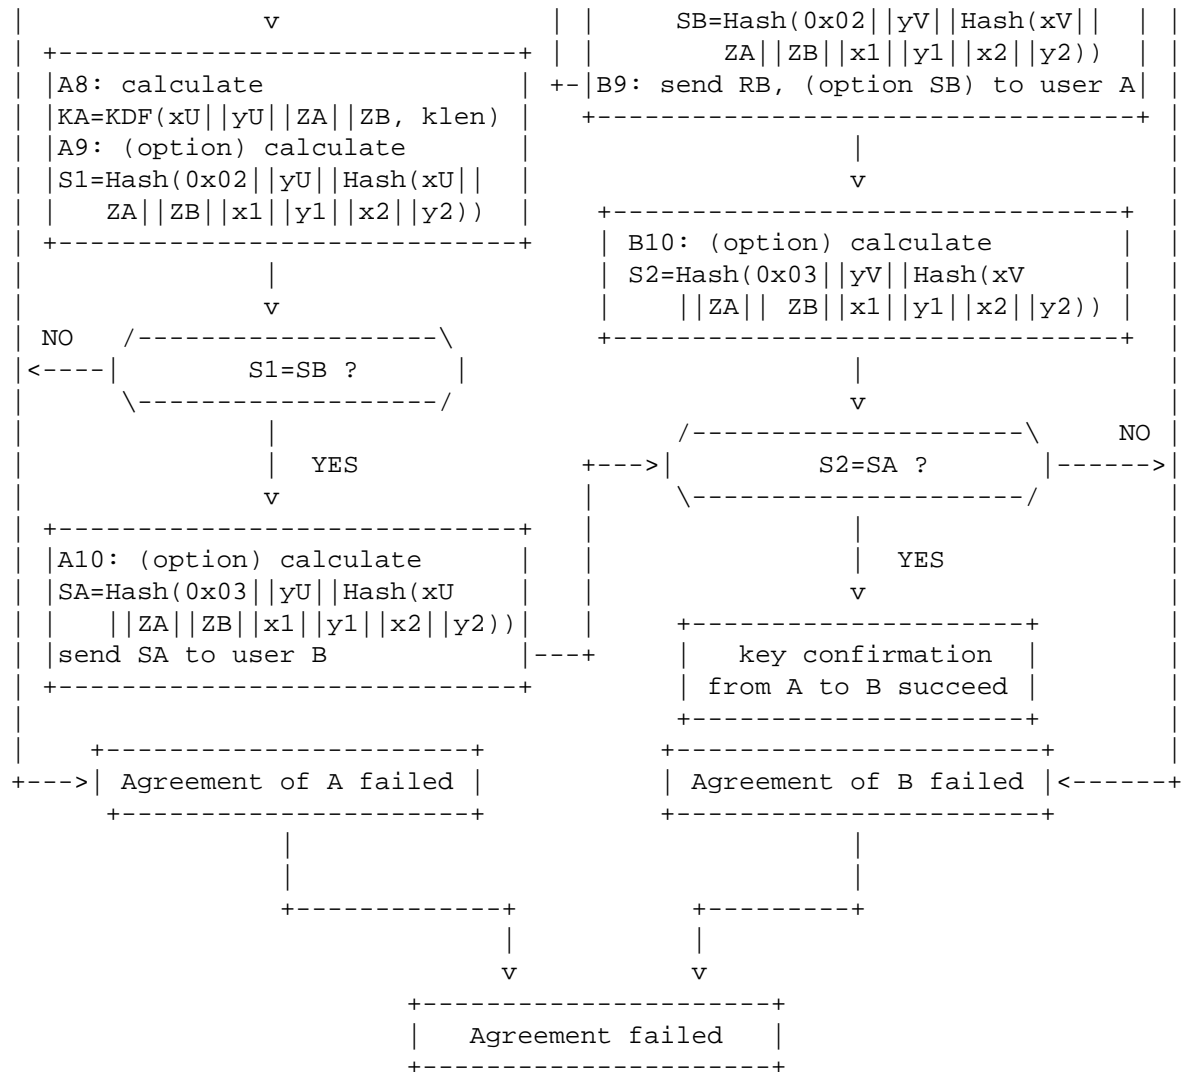 v
SB=Hash(0x02||yV||Hash(xV||
ZA||ZB||x1||y1||x2||y2))
B9: send RB, (option SB) to user A
A8: calculate
KA=KDF(xU||yU||ZA||ZB, klen)
A9: (option) calculate
S1=Hash(0x02||yU||Hash(xU||
ZA||ZB||x1||y1||x2||y2))
v
B10: (option) calculate
S2=Hash(0x03||yV||Hash(xV
||ZA|| ZB||x1||y1||x2||y2))
v
NO
S1=SB ?
v
YES
NO
S2=SA ?
v
YES
A10: (option) calculate
SA=Hash(0x03||yU||Hash(xU
||ZA||ZB||x1||y1||x2||y2))
send SA to user B
v
key confirmation
from A to B succeed
Agreement of A failed
Agreement of B failed
v v
Agreement failed